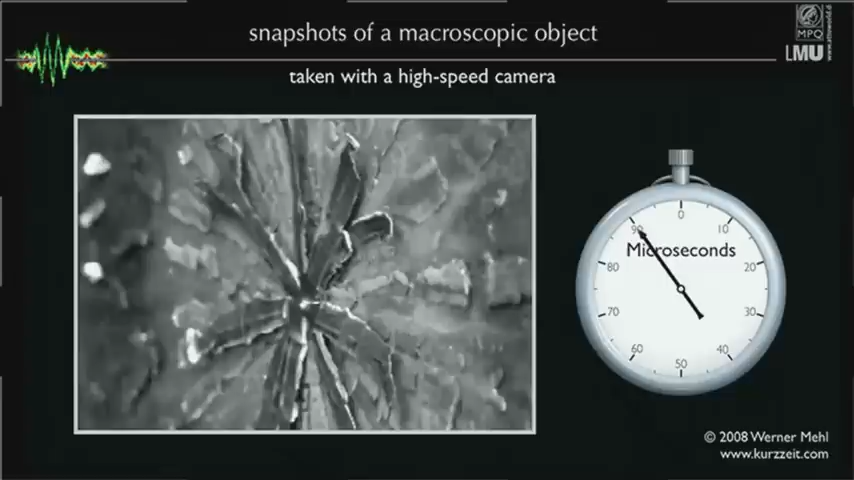 snapshots of a macroscopic object
taken with a high-speed camera
MPQ
LMU
0
10
20
30
40
50
60
70
80
90
Microseconds
© 2008 Werner Mehl
www.kurzzeit.com